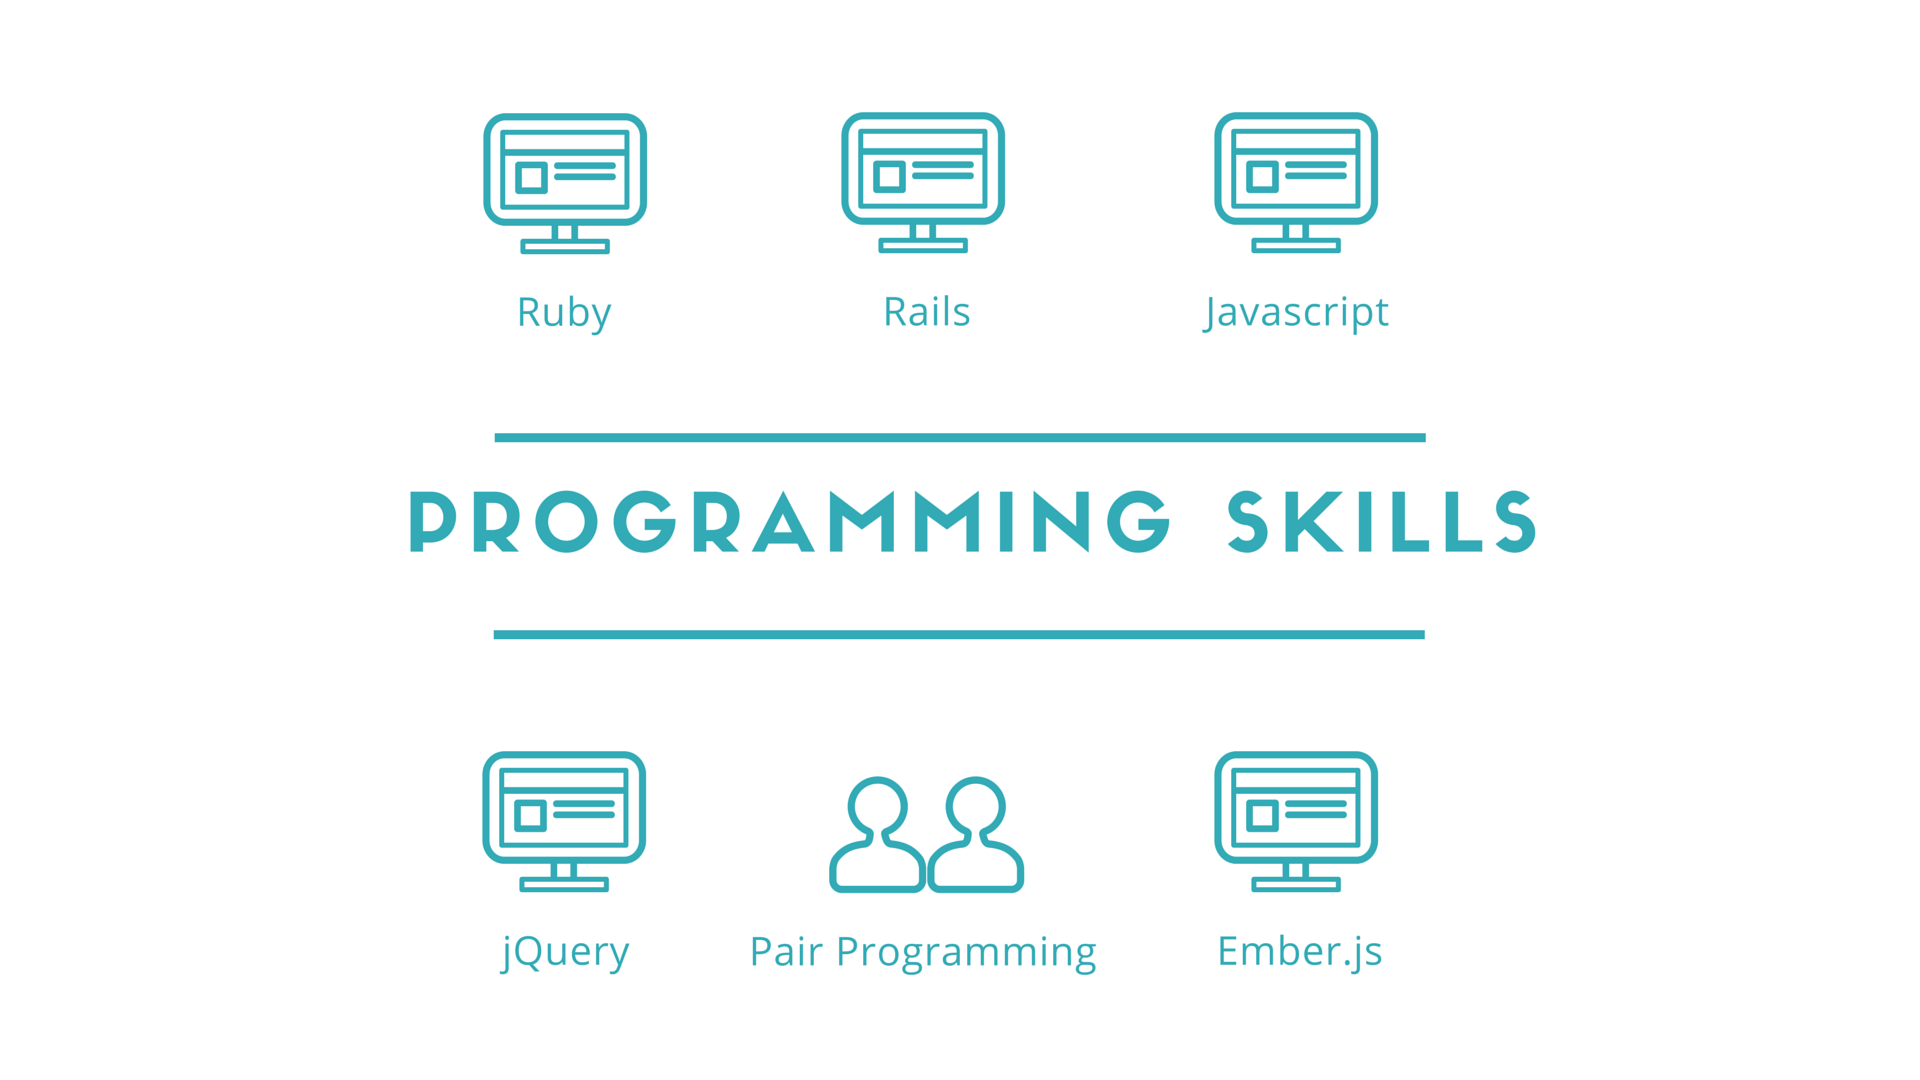 Ruby
Rails
Javascript
PROGRAMMING SKILLS
jQuery
Pair Programming
Ember.js